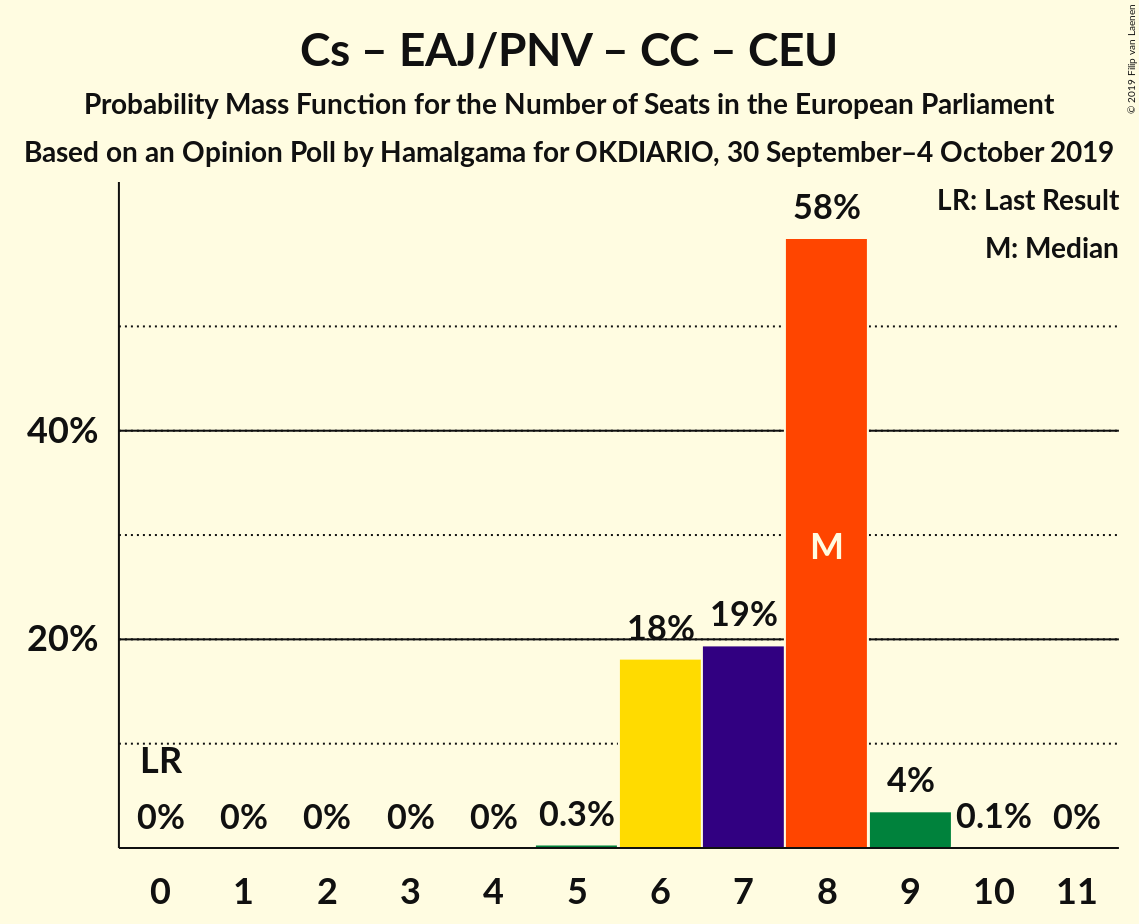 Cs – EAJ/PNV – CC – CEU
Probability Mass Function for the Number of Seats in the European Parliament
Based on an Opinion Poll by Hamalgama for OKDIARIO, 30 September–4 October 2019
© 2019 Filip van Laenen
LR: Last Result
M: Median
58%
40%
M
20%
18%
19%
LR
0%
0%
0%
0%
0%
0.3%
4%
0.1%
0%
0 1 2 3 4 5 6 7 8 9 10 11